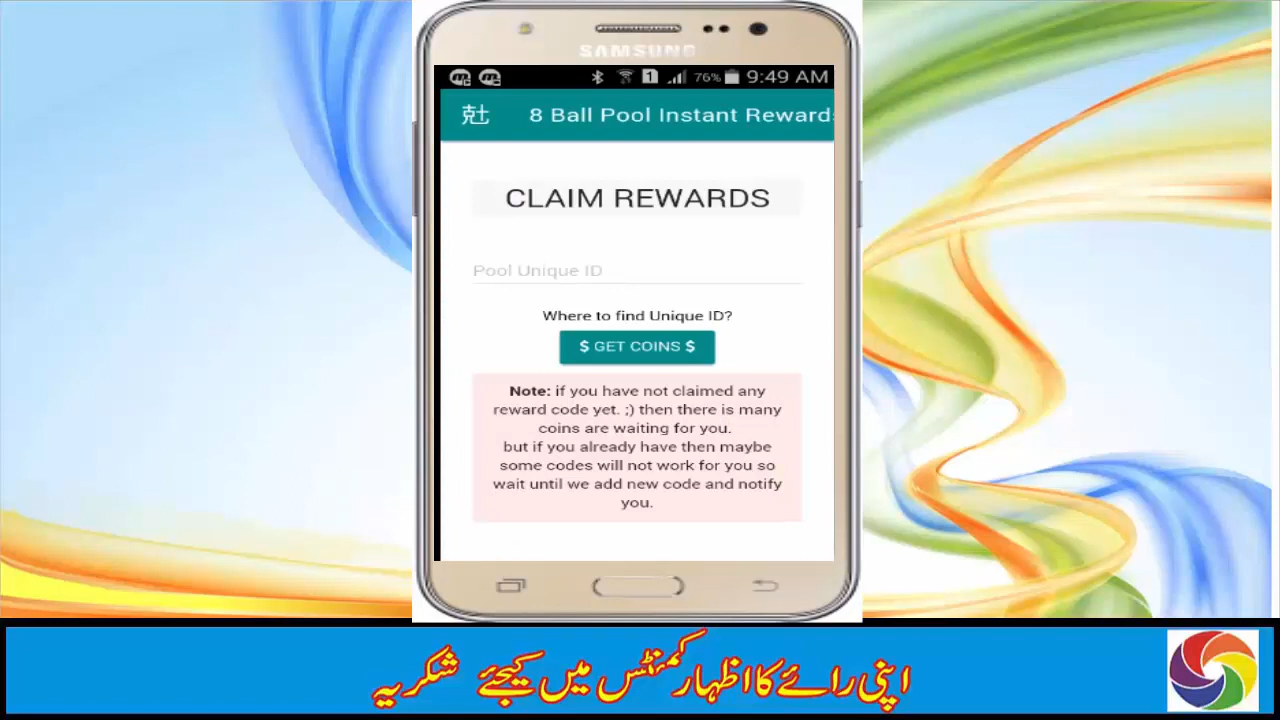 SAMSUNG
1 76% 9:49 AM
8 Ball Pool Instant Reward
CLAIM REWARDS
Pool Unique ID
Where to find Unique ID?
$ GET COINS $
Note: if you have not claimed any
reward code yet. ;) then there is many
coins are waiting for you.
but if you already have then maybe
some codes will not work for you so
wait until we add new code and notify
you.
اپنی رائے کا اظہار کمنٹس میں کیجئے شکریہ